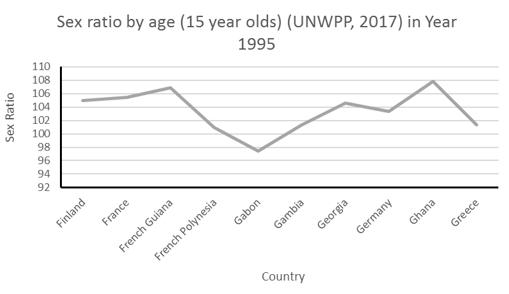 Sex ratio by age (15 year olds) (UNWPP, 2017) in Year
1995
110
108
106
104
102
100
98
96
94
92
Sex Ratio
Finland
France
French Guiana
French Polynesia
Gabon
Gambia
Georgia
Germany
Ghana
Greece
Country